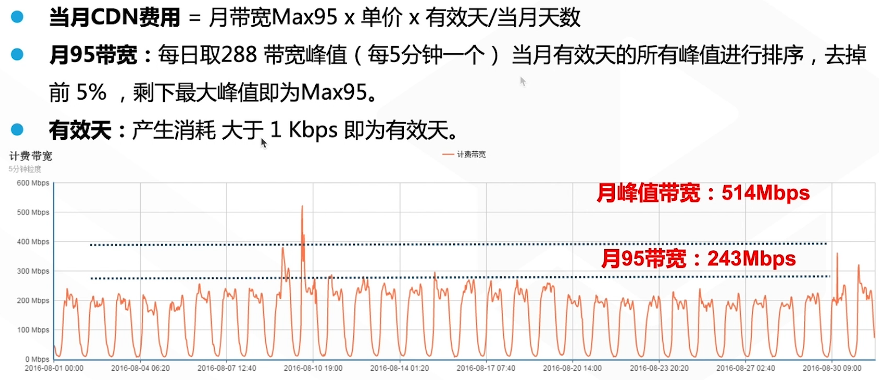 当月CDN费用 = 月带宽Max95 x 单价 x 有效天/当月天数
月95带宽：每日取288 带宽峰值（每5分钟一个） 当月有效天的所有峰值进行排序，去掉
前 5% ，剩下最大峰值即为Max95。
有效天：产生消耗 大于 1 Kbps 即为有效天。
计费带宽
5分钟粒度
计费带宽
600 Mbps
月峰值带宽：514Mbps
500 Mbps
400 Mbps
月95带宽：243Mbps
300 Mbps
200 Mbps
100 Mbps
0 Mbps
2016-08-01 00:00 2016-08-04 06:20 2016-08-07 12:40 2016-08-10 19:00 2016-08-14 01:20 2016-08-17 07:40 2016-08-20 14:00 2016-08-23 20:20 2016-08-27 02:40 2016-08-30 09:00